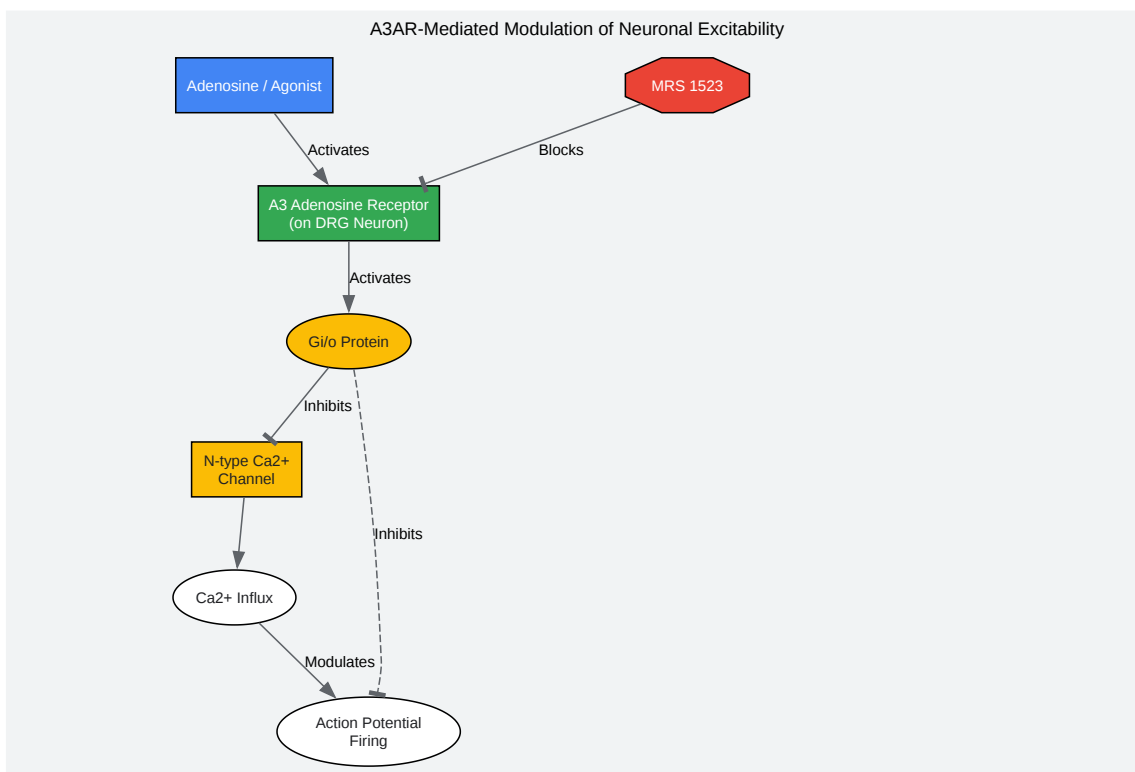 A3AR-Mediated Modulation of Neuronal Excitability
Adenosine / Agonist
MRS 1523
Activates
Blocks
A3 Adenosine Receptor
(on DRG Neuron)
Activates
Gi/o Protein
Inhibits
N-type Ca2+
Channel
Inhibits
Ca2+ Influx
Modulates
Action Potential
Firing